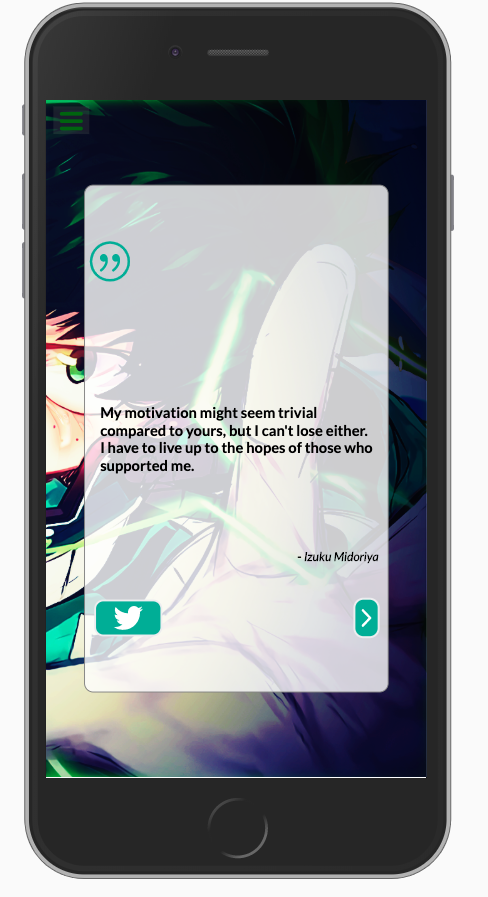 My motivation might seem trivial
compared to yours, but I can't lose either.
I have to live up to the hopes of those who
supported me.
- Izuku Midoriya